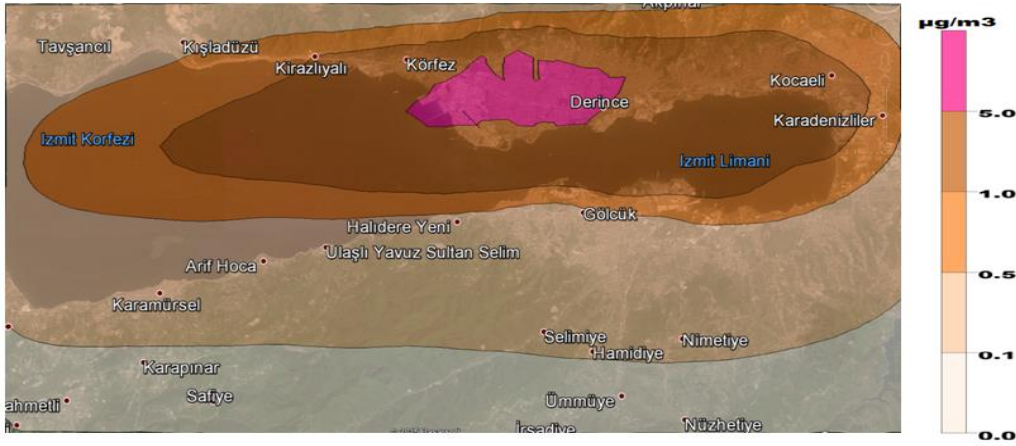 Akpınar
µg/m3
Tavşancıl
Kışladüzü
Kirazlıyalı
Körfez
Kocaeli
Derince
5.0
Karadenizliler
Izmit Korfezi
Izmit Limani
1.0
Gölcük
Halıdere Yeni
Ulaşlı Yavuz Sultan Selim
Arif Hoca
0.5
Karamürsel
Selimiye
Nimetiye
Hamidiye
0.1
Karapınar
Safiye
Ümmüye
ahmetli
Nüzhetiye
İrşadiye
0.0